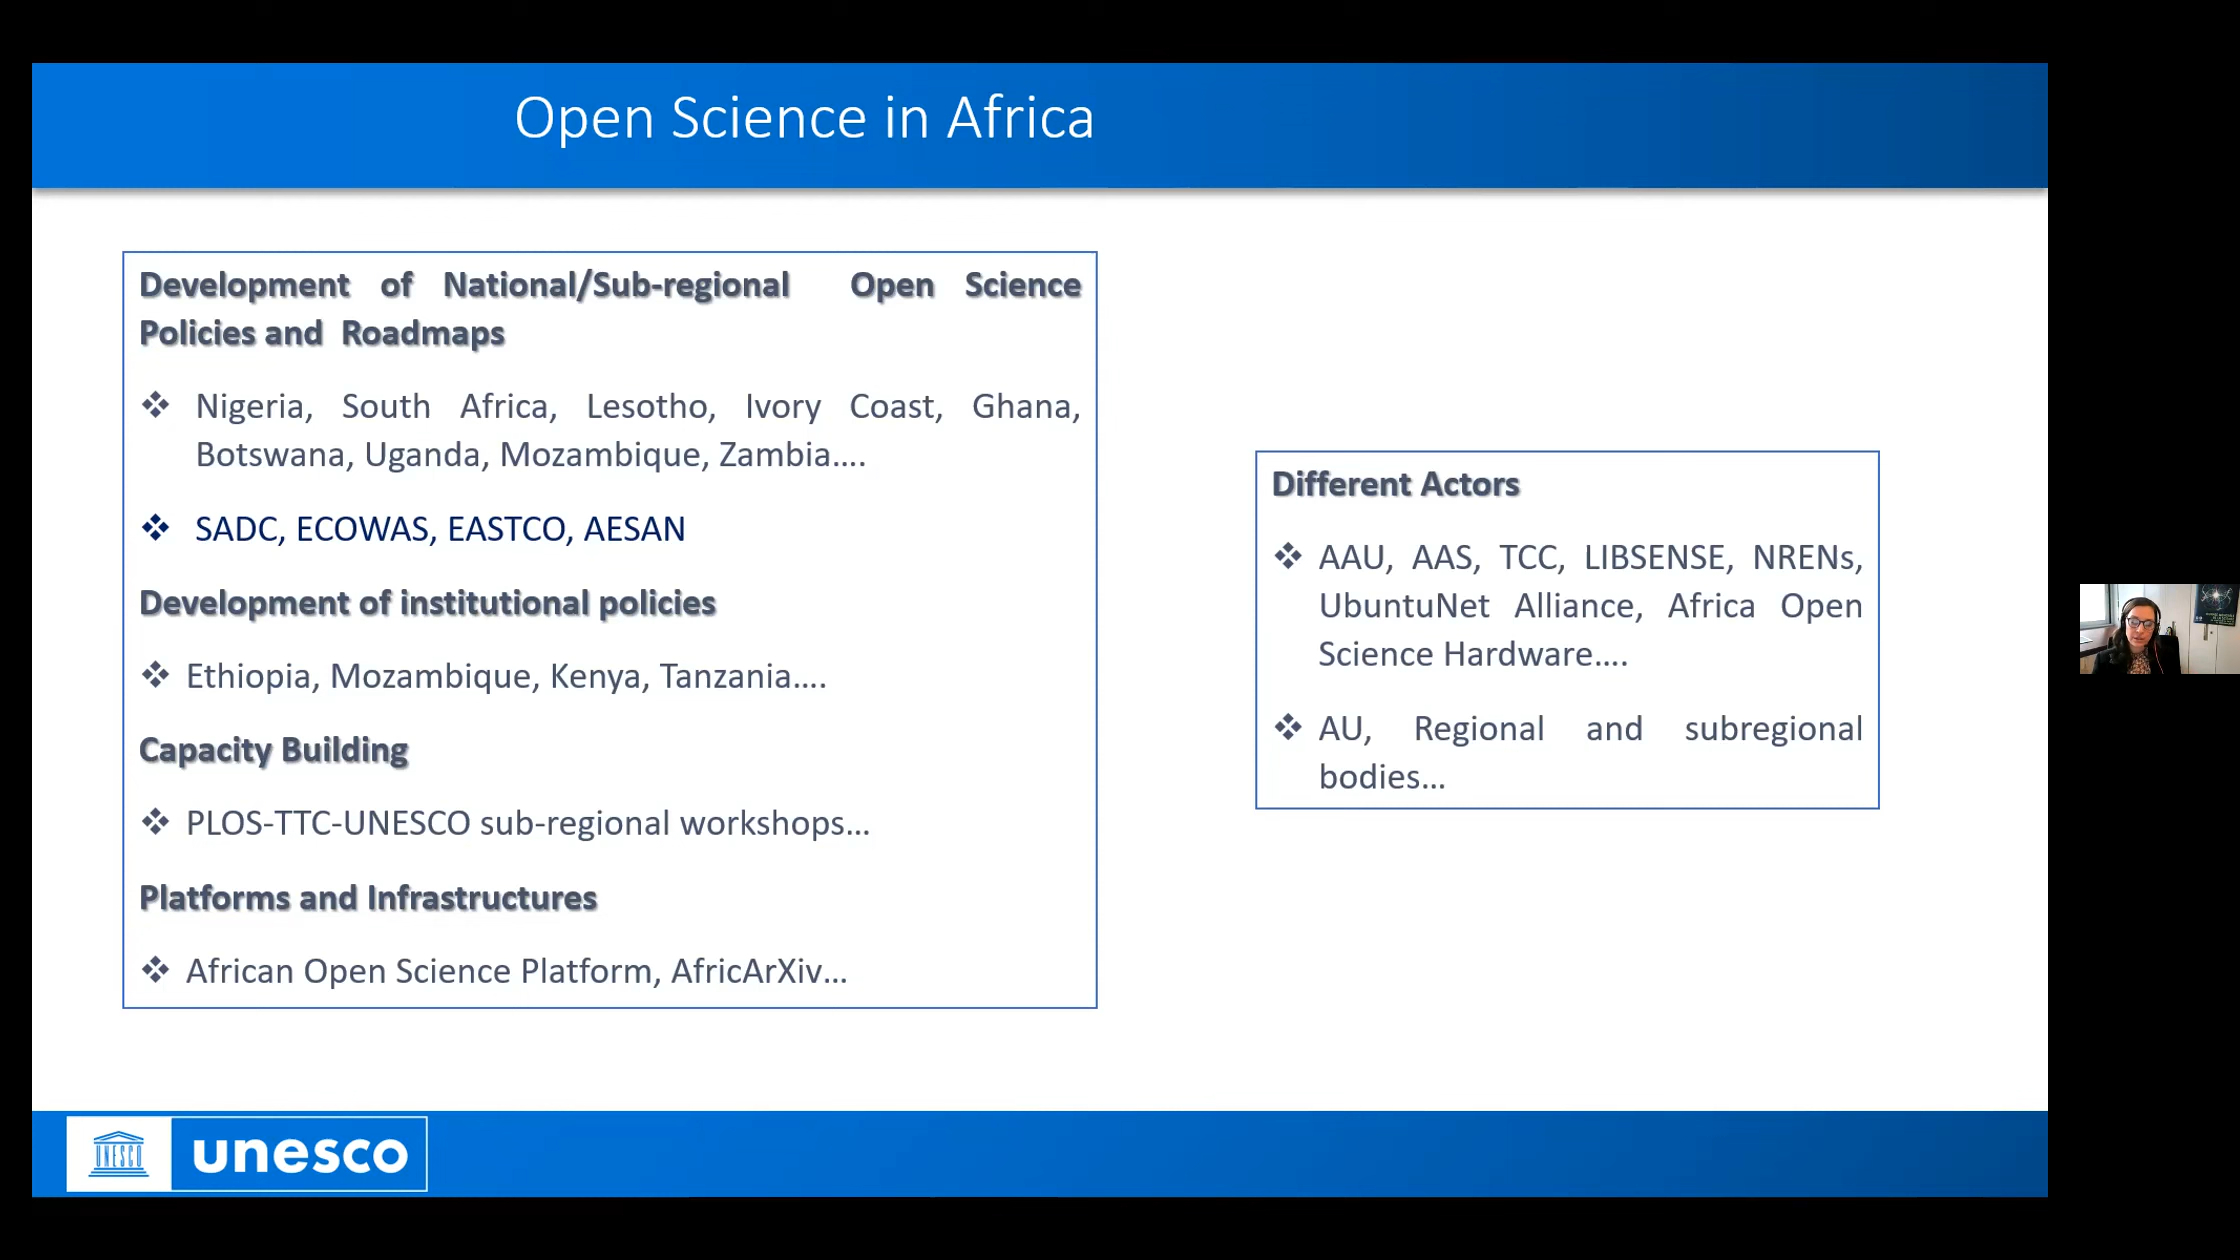 Open Science in Africa
Development of National/Sub-regional Open Science
Policies and Roadmaps
❖ Nigeria, South Africa, Lesotho, Ivory Coast, Ghana,
Botswana, Uganda, Mozambique, Zambia....
❖ SADC, ECOWAS, EASTCO, AESAN
Development of institutional policies
❖ Ethiopia, Mozambique, Kenya, Tanzania....
Capacity Building
❖ PLOS-TTC-UNESCO sub-regional workshops...
Platforms and Infrastructures
❖ African Open Science Platform, AfricArXiv...
Different Actors
❖ AAU, AAS, TCC, LIBSENSE, NRENs,
UbuntuNet Alliance, Africa Open
Science Hardware....
❖ AU, Regional and subregional
bodies...
UNESCO
unesco